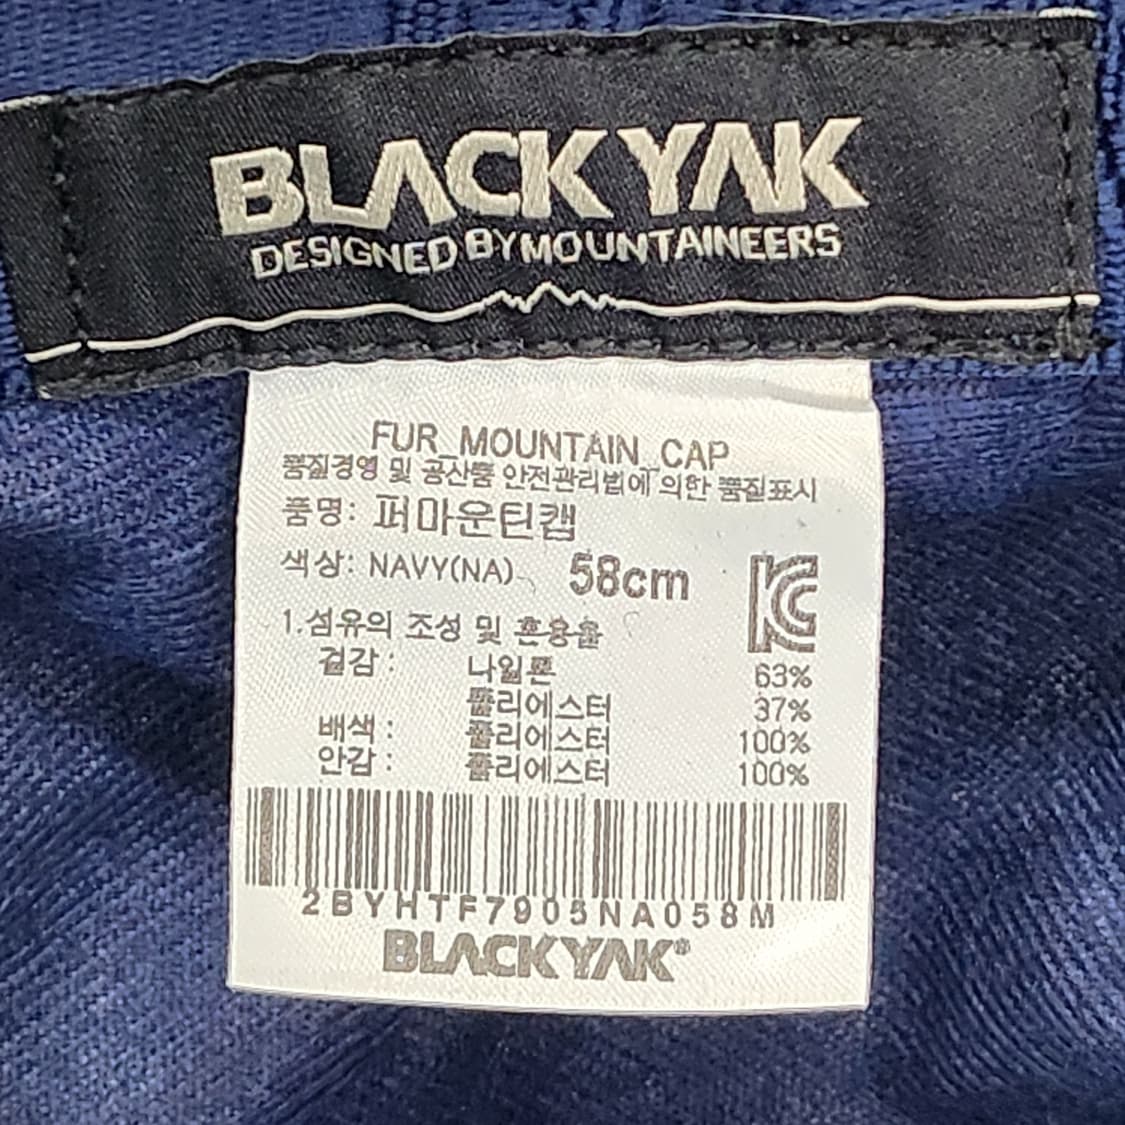 BLACKYAK
DESIGNED BY MOUNTAINEERS
FUR_MOUNTAIN_CAP
품질경영 및 공산품 안전관리법에 의한 품질표시
품명: 퍼마운틴캡
색상: NAVY(NA) 58cm
1.섬유의 조성 및 혼용율
겉감: 나일론 63%
폴리에스터 37%
배색: 폴리에스터 100%
안감: 폴리에스터 100%
2BYHTF7905NA058M
BLACKYAK®